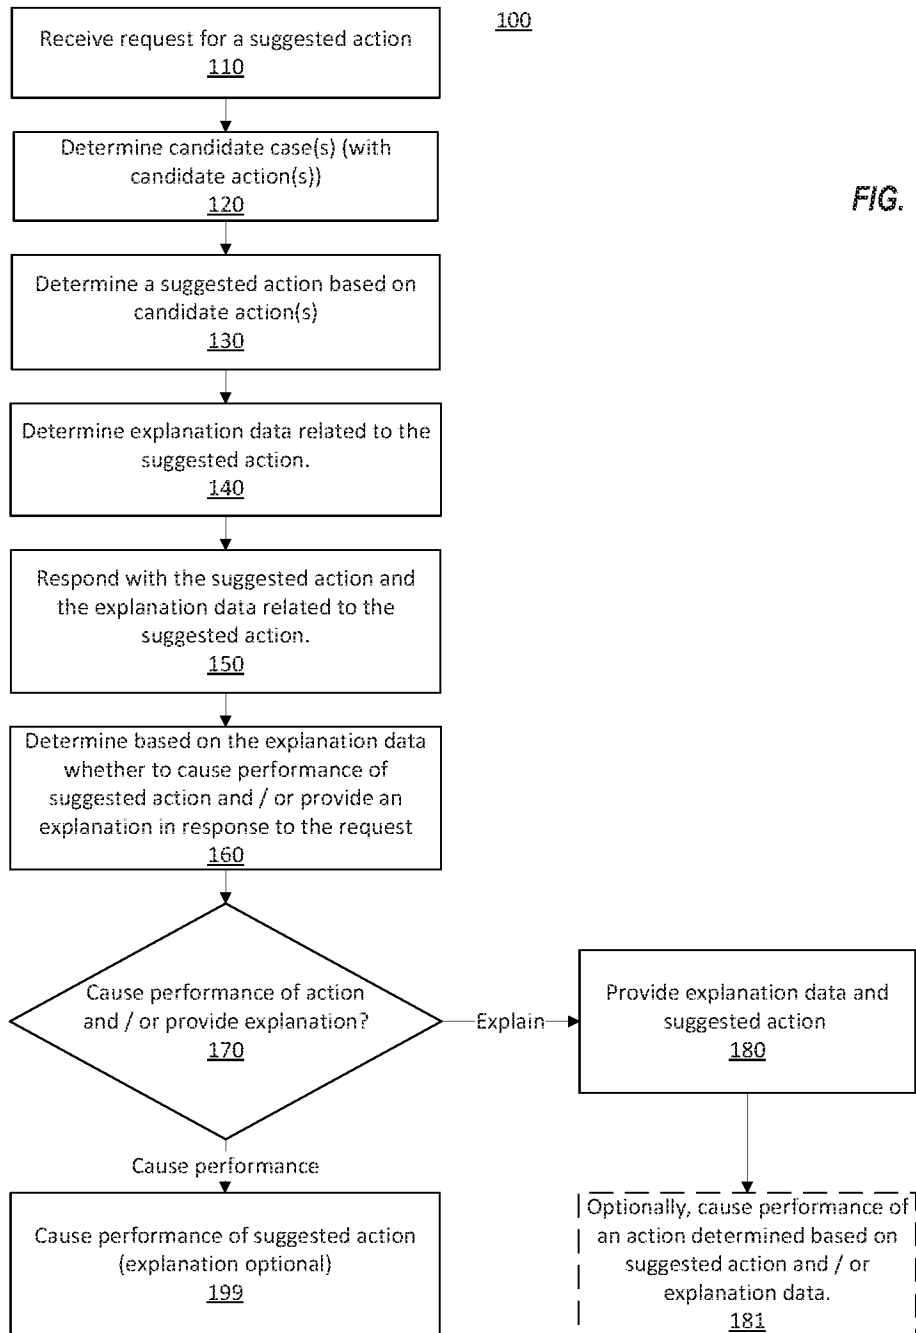 100
Receive request for a suggested action
110
Determine candidate case(s) (with
candidate action(s))
120
FIG.
Determine a suggested action based on
candidate action(s)
130
Determine explanation data related to the
suggested action.
140
Respond with the suggested action and
the explanation data related to the
suggested action.
150
Determine based on the explanation data
whether to cause performance of
suggested action and / or provide an
explanation in response to the request
160
Cause performance of action
and / or provide explanation?
170
Explain
Provide explanation data and
suggested action
180
Cause performance
Cause performance of suggested action
(explanation optional)
199
Optionally, cause performance of
an action determined based on
suggested action and / or
explanation data.
181